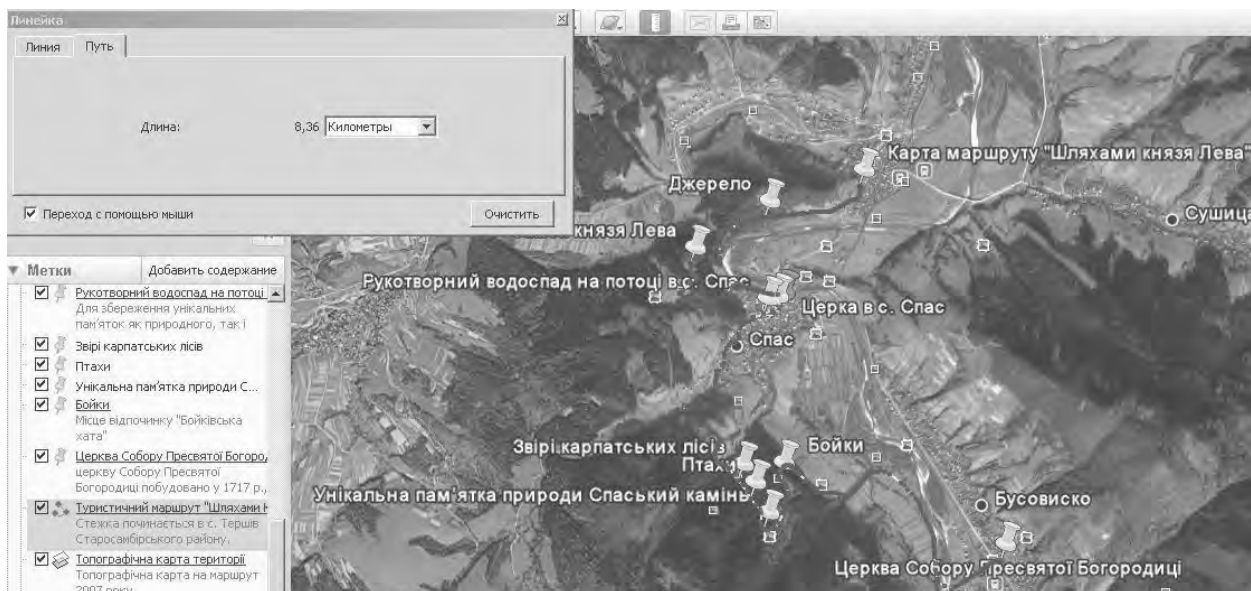 Линейка
Линия Путь
Длина: 8,36 Километры
Переход с помощью мыши Очистить
Метки Добавить содержание
Рукотворний водоспад на потоці
Для збереження унікальних
пам'яток як природного, так і
Звірі карпатських лісів
Птахи
Унікальна пам'ятка природи С...
Бойки
Місце відпочинку "Бойківська
хата"
Церква Собору Пресвятої Богоро
церкву Собору Пресвятої
Богородиці побудовано у 1717 р.,
Туристичний маршрут "Шляхами
Стежка починається в с. Тершів
Старосамбірського району.
Топографічна карта території
Топографічна карта на маршрут
2007 року
Карта маршруту "Шляхами князя Лева"
Джерело
Сушица
князя Лева
Рукотворний водоспад на потоці в с. Спас
Церка в с. Спас
Спас
Звірі карпатських лісів
Бойки
Птахи
Унікальна пам'ятка природи Спаський камінь
Бусовиско
Церква Собору Пресвятої Богородиці